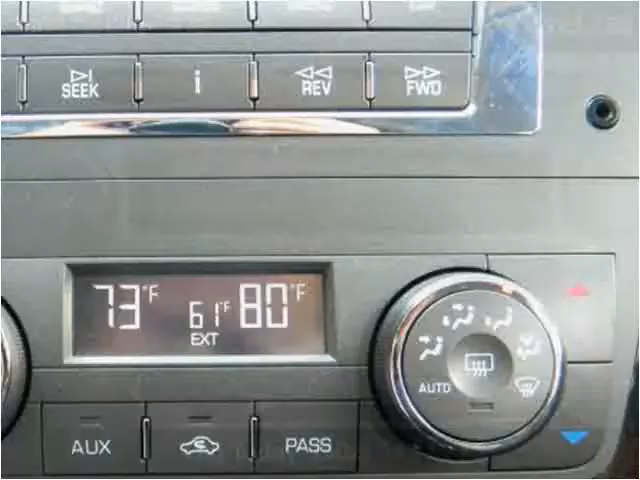 SEEK i REV FWD
73°F 61°F 80°F
EXT
AUTO
AUX PASS